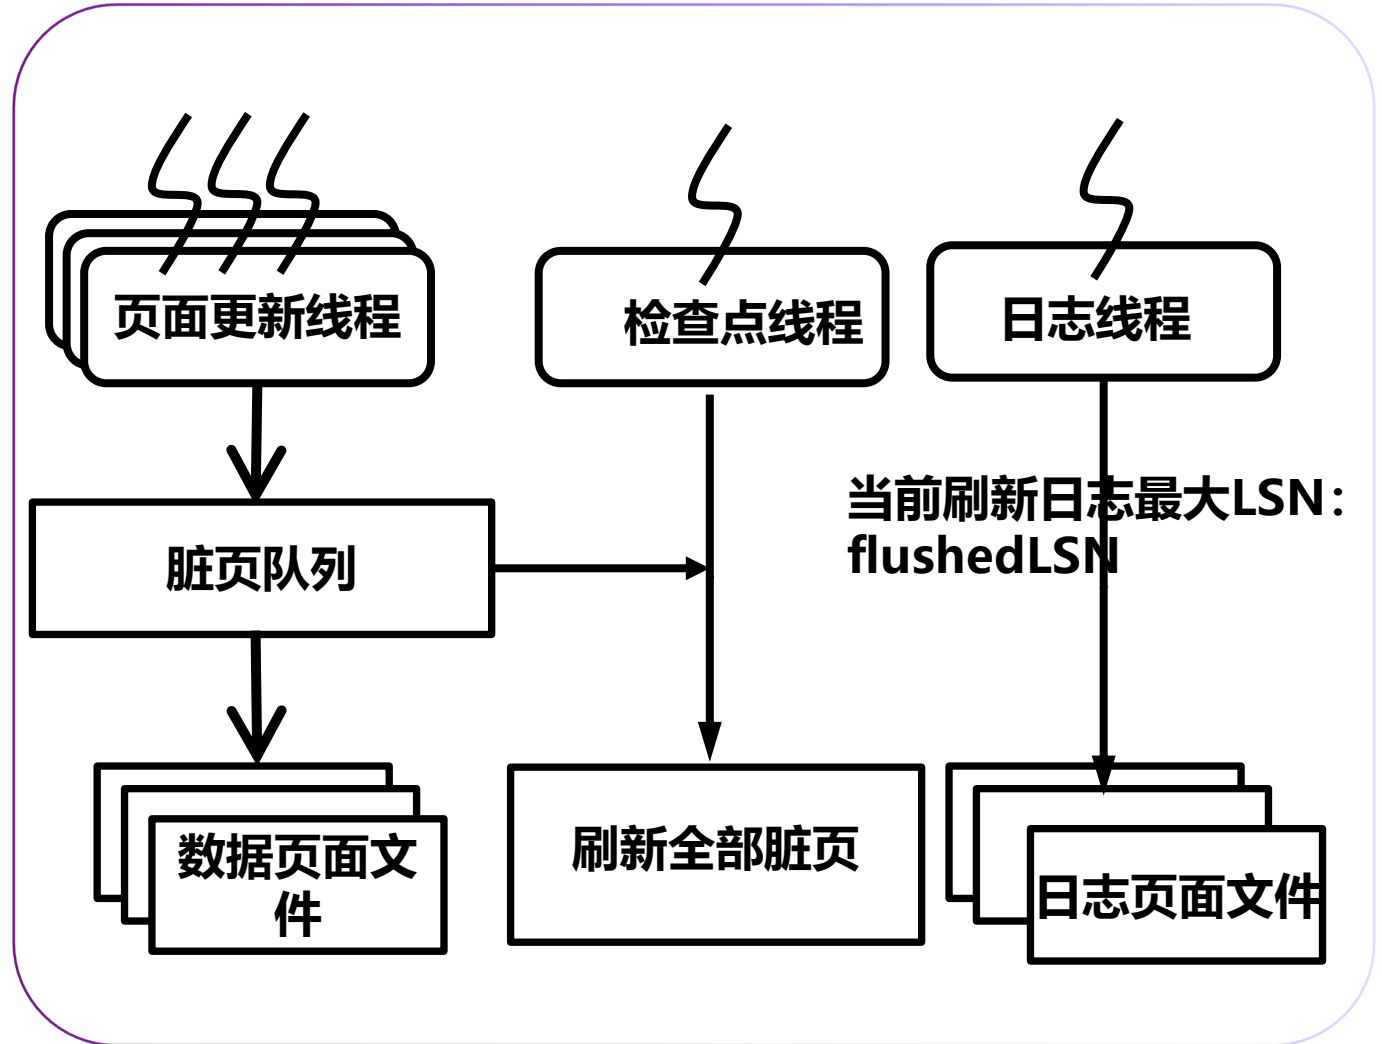 页面更新线程
检查点线程
日志线程
当前刷新日志最大LSN：
flushedLSN
脏页队列
数据页面文
件
刷新全部脏页
日志页面文件